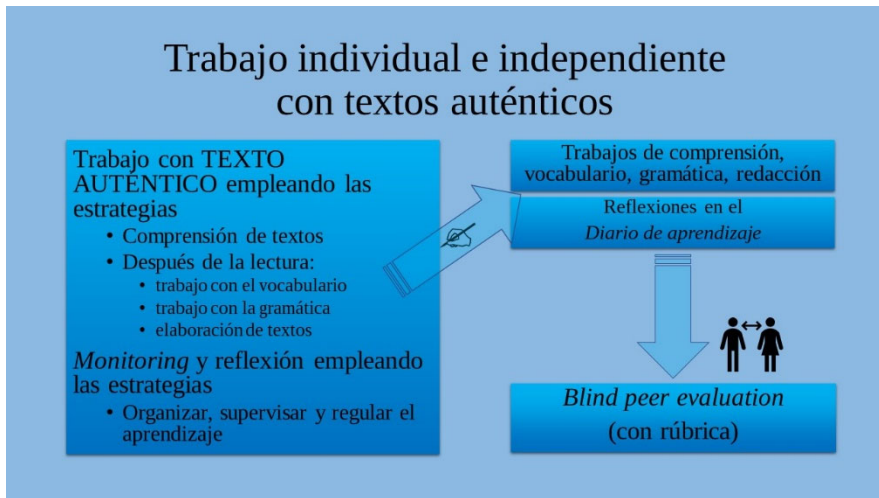 Trabajo individual e independiente
con textos auténticos
Trabajo con TEXTO
AUTÉNTICO empleando las
estrategias
• Comprensión de textos
• Después de la lectura:
• trabajo con el vocabulario
• trabajo con la gramática
• elaboración de textos
Monitoring y reflexión empleando
las estrategias
• Organizar, supervisar y regular el
aprendizaje
Trabajos de comprensión,
vocabulario, gramática, redacción
Reflexiones en el
Diario de aprendizaje
Blind peer evaluation
(con rúbrica)